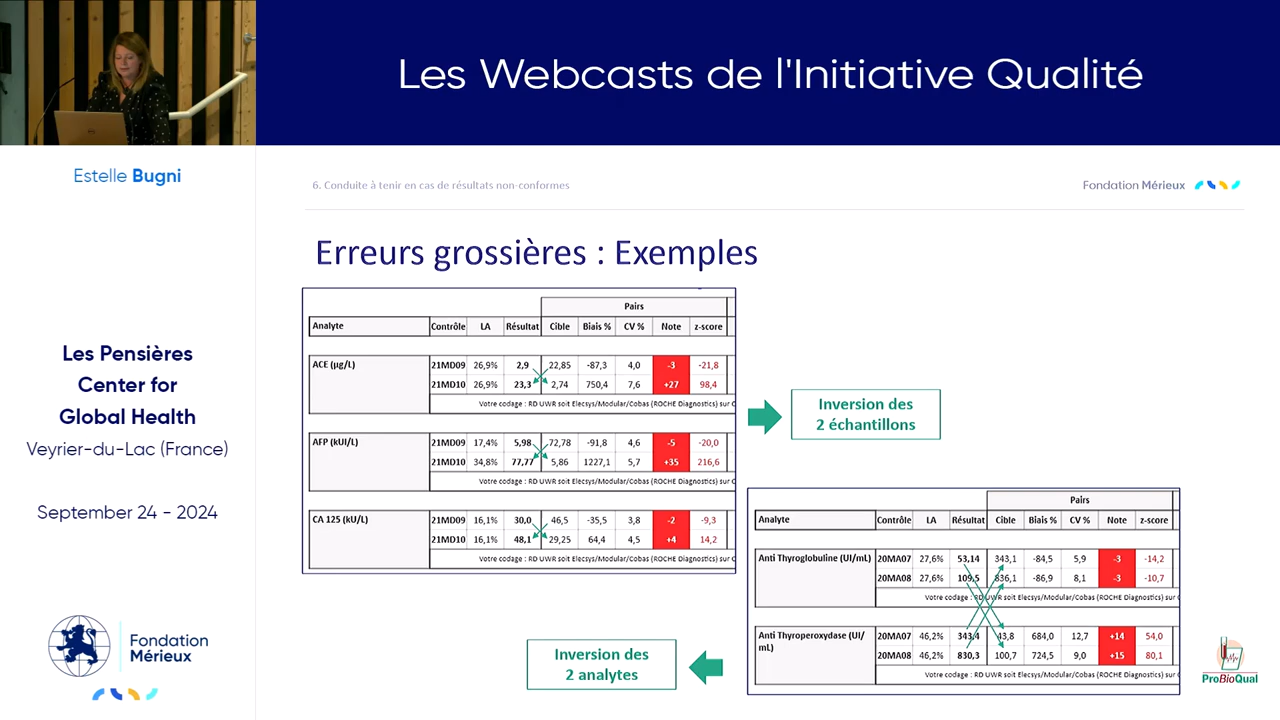 Les Webcasts de l'Initiative Qualité
Estelle Bugni
6. Conduite à tenir en cas de résultats non-conformes
Fondation Mérieux
Erreurs grossières : Exemples
Pairs
Analyte Contrôle LA Résultat Cible Biais % CV % Note z-score
ACE (µg/L) 21MD09 26,9% 2,9 22,85 -87,3 4,0 -3 -21,8
21MD10 26,9% 23,3 2,74 750,4 7,6 +27 98,4
Votre codage : RD UWR soit Elecsys/Modular/Cobas (ROCHE Diagnostics) sur
AFP (kUI/L) 21MD09 17,4% 5,98 72,78 -91,8 4,6 -5 -20,0
21MD10 34,8% 77,77 5,86 1227,1 5,7 +35 216,6
Votre codage : RD UWR soit Elecsys/Modular/Cobas (ROCHE Diagnostics) sur
CA 125 (kU/L) 21MD09 16,1% 30,0 46,5 -35,5 3,8 -2 -9,3
21MD10 16,1% 48,1 29,25 64,4 4,5 +4 14,2
Votre codage : RD UWR soit Elecsys/Modular/Cobas (ROCHE Diagnostics) sur
Inversion des
2 échantillons
Pairs
Analyte Contrôle LA Résultat Cible Biais % CV % Note z-score
Anti Thyroglobuline (UI/mL) 20MA07 27,6% 53,14 343,1 -84,5 5,9 -3 -14,2
20MA08 27,6% 109,5 836,1 -86,9 8,1 -3 -10,7
Votre codage : RD UWR soit Elecsys/Modular/Cobas (ROCHE Diagnostics) sur
Anti Thyroperoxydase (UI/
mL)
20MA07 46,2% 343,4 43,8 684,0 12,7 +14 54,0
20MA08 46,2% 830,3 100,7 724,5 9,0 +15 80,1
Votre codage : RD UWR soit Elecsys/Modular/Cobas (ROCHE Diagnostics) sur
Inversion des
2 analytes
Les Pensières
Center for
Global Health
Veyrier-du-Lac (France)
September 24 - 2024
Fondation
Mérieux
ProBioQual